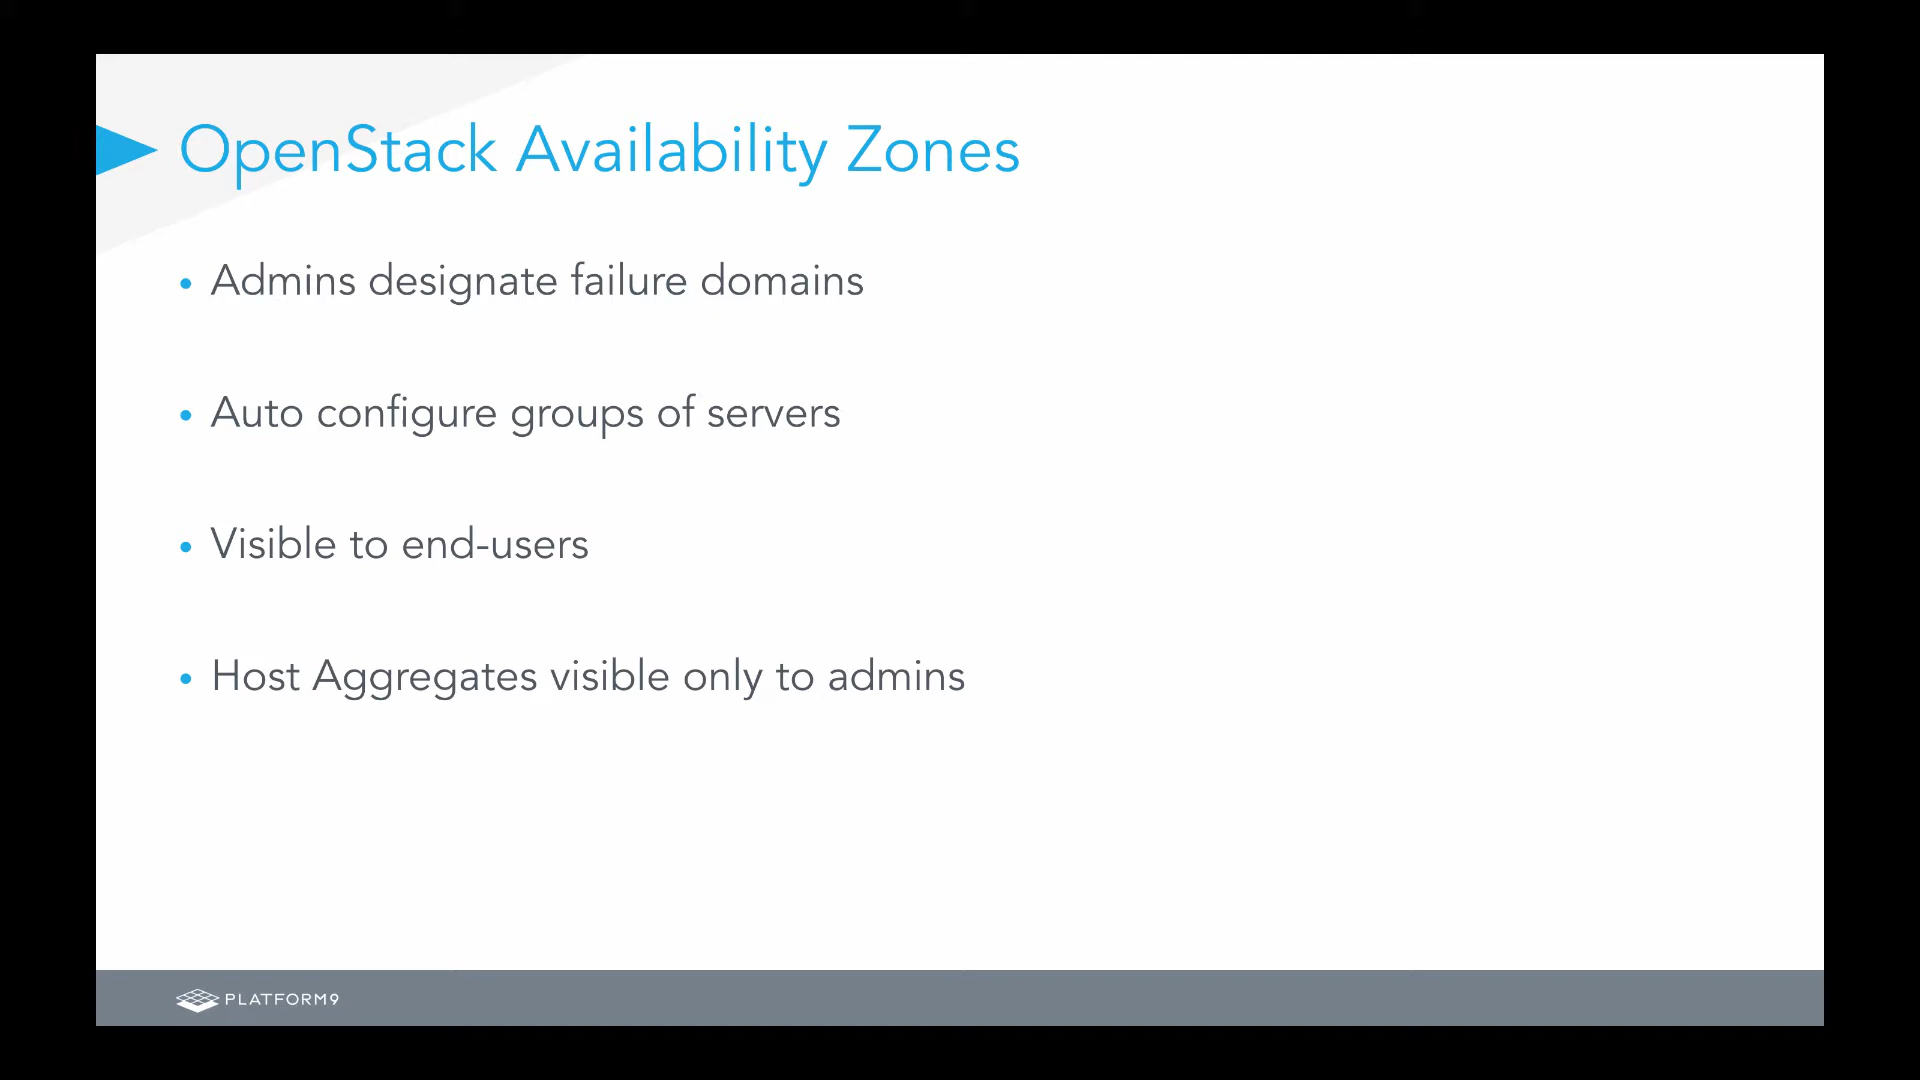 OpenStack Availability Zones
• Admins designate failure domains
• Auto configure groups of servers
• Visible to end-users
• Host Aggregates visible only to admins
PLATFORM9